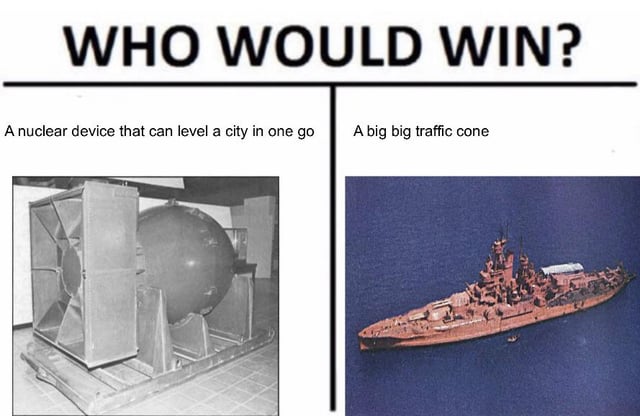 WHO WOULD WIN?
A nuclear device that can level a city in one go
A big big traffic cone